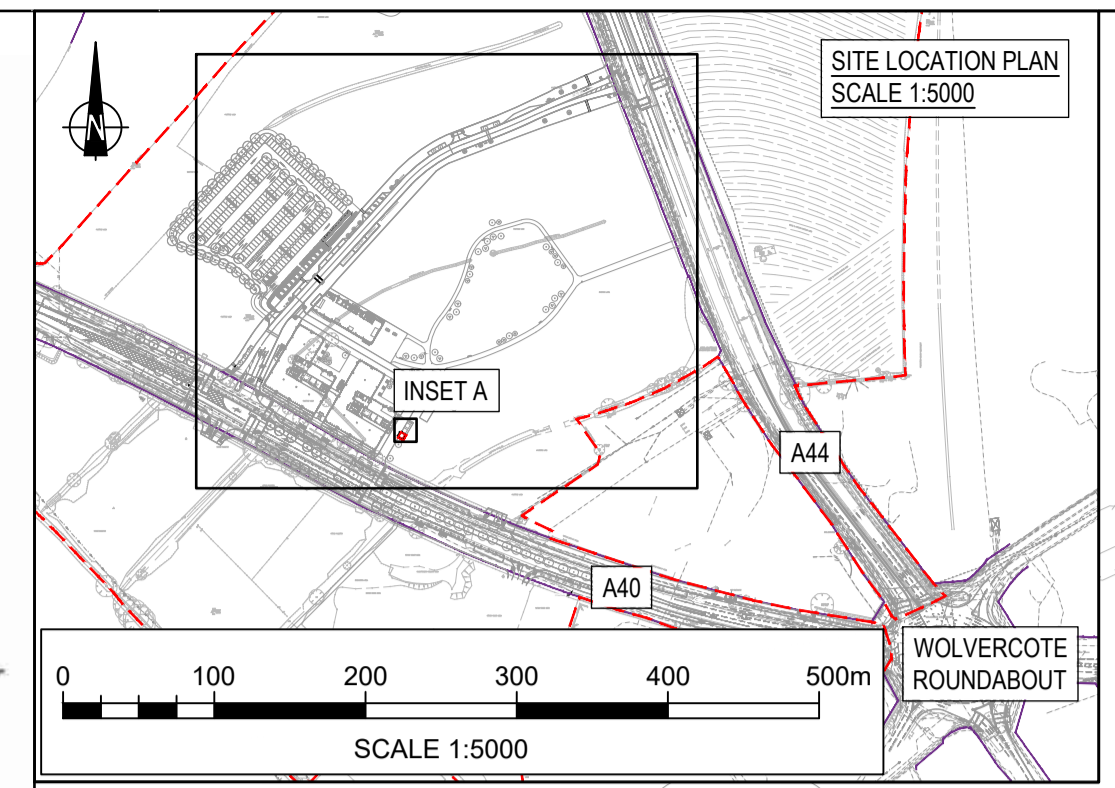 SITE LOCATION PLAN
SCALE 1:5000
N
INSET A
A44
A40
WOLVERCOTE
ROUNDABOUT
0 100 200 300 400 500m
SCALE 1:5000